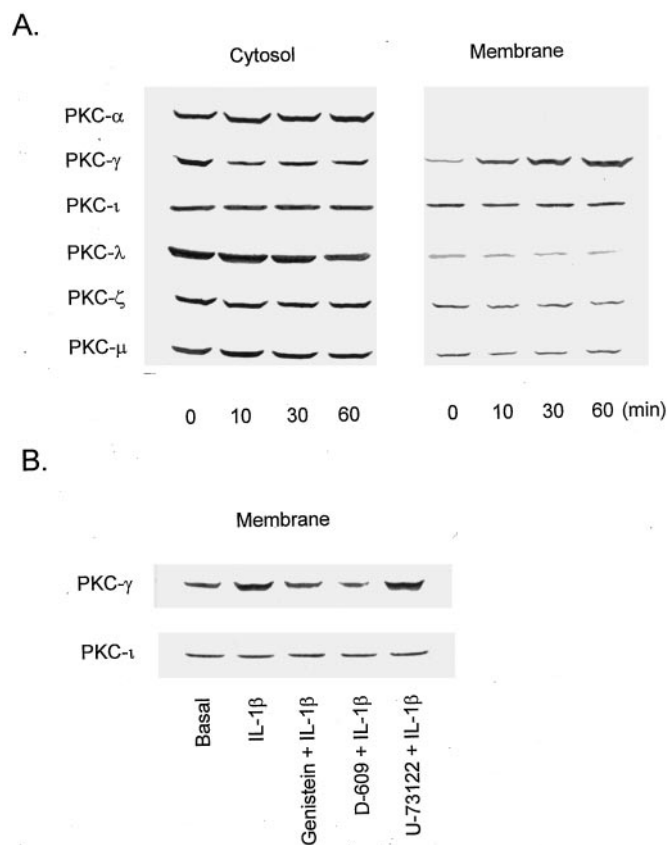 A.
Cytosol
Membrane
PKC-α
PKC-γ
PKC-ι
PKC-λ
PKC-ζ
PKC-μ
0 10 30 60
0 10 30 60 (min)
B.
Membrane
PKC-γ
PKC-ι
Basal
IL-1β
Genistein + IL-1β
D-609 + IL-1β
U-73122 + IL-1β